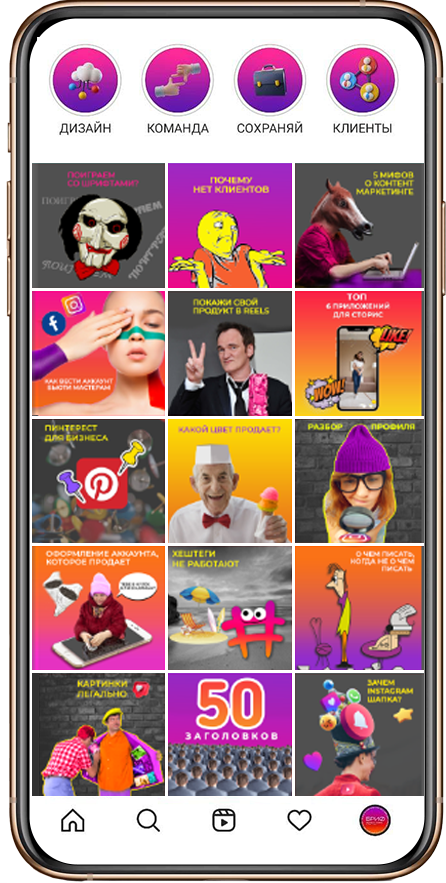 ДИЗАЙН
КОМАНДА
СОХРАНЯЙ
КЛИЕНТЫ
ПОИГРАЕМ
СО ШРИФТАМИ?
ПОЧЕМУ
НЕТ КЛИЕНТОВ
5 МИФОВ
О КОНТЕНТ
МАРКЕТИНГЕ
КАК ВЕСТИ АККАУНТ
БЬЮТИ МАСТЕРАМ
ПОКАЖИ СВОЙ
ПРОДУКТ В REELS
ТОП
6 ПРИЛОЖЕНИЙ
ДЛЯ СТОРИС
LIKE!
WOW!
ПИНТЕРЕСТ
ДЛЯ БИЗНЕСА
КАКОЙ ЦВЕТ ПРОДАЕТ?
РАЗБОР ПРОФИЛЯ
ОФОРМЛЕНИЕ АККАУНТА,
КОТОРОЕ ПРОДАЕТ
ХЕШТЕГИ
НЕ РАБОТАЮТ
О ЧЕМ ПИСАТЬ,
КОГДА НЕ О ЧЕМ
ПИСАТЬ
КАРТИНКИ
ЛЕГАЛЬНО
50
ЗАГОЛОВКОВ
ЗАЧЕМ
INSTAGRAM
ШАПКА?
БРИФ